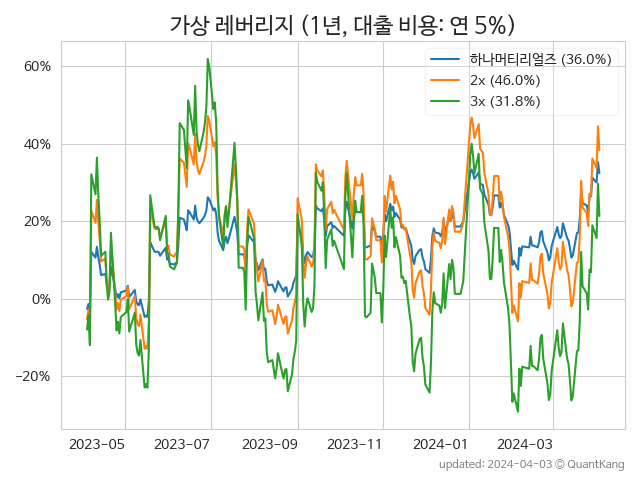 가상 레버리지 (1년, 대출 비용: 연 5%)
하나머티리얼즈 (36.0%)
2x (46.0%)
3x (31.8%)
60%
40%
20%
0%
−20%
2023-05
2023-07
2023-09
2023-11
2024-01
2024-03
updated: 2024-04-03 © QuantKang